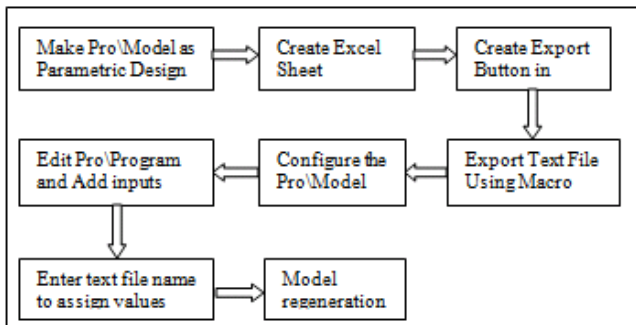 Make Pro\Model as
Parametric Design
Create Excel
Sheet
Create Export
Button in
Edit Pro\Program
and Add inputs
Configure the
Pro\Model
Export Text File
Using Macro
Enter text file name
to assign values
Model
regeneration